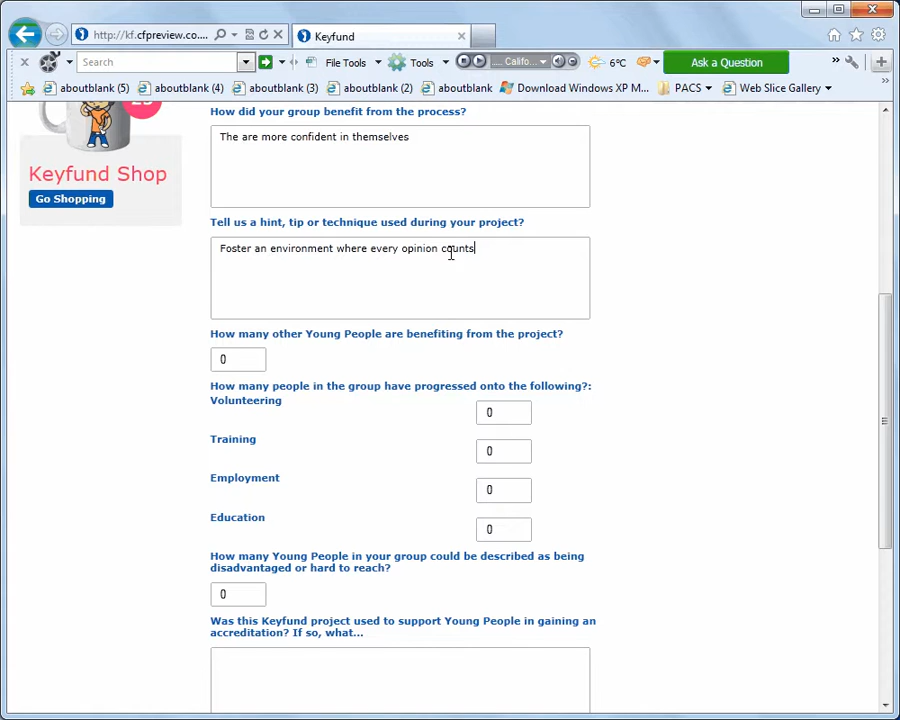 http://kf.cfpreview.co....
Keyfund
Search
File Tools
Tools
.... Califo...
6°C
Ask a Question
»
aboutblank (5)
aboutblank (4)
aboutblank (3)
aboutblank (2)
aboutblank
Download Windows XP M...
PACS
Web Slice Gallery
»
Keyfund Shop
Go Shopping
How did your group benefit from the process?
The are more confident in themselves
Tell us a hint, tip or technique used during your project?
Foster an environment where every opinion counts
How many other Young People are benefiting from the project?
0
How many people in the group have progressed onto the following?:
Volunteering
0
Training
0
Employment
0
Education
0
How many Young People in your group could be described as being
disadvantaged or hard to reach?
0
Was this Keyfund project used to support Young People in gaining an
accreditation? If so, what...